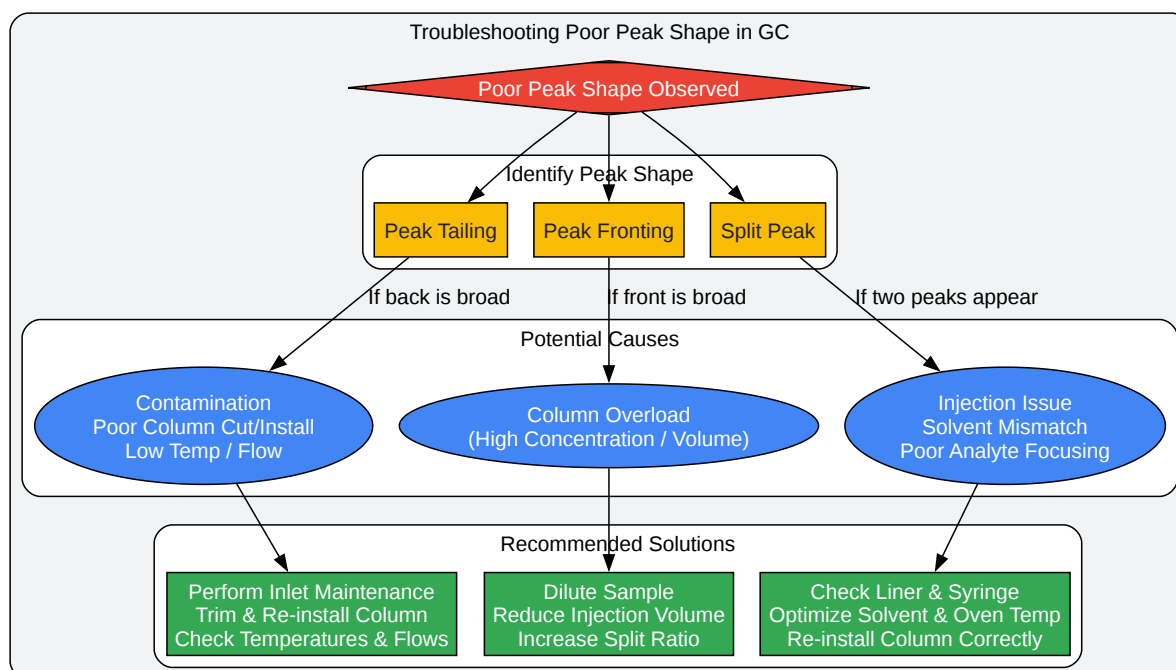 Troubleshooting Poor Peak Shape in GC
Poor Peak Shape Observed
Identify Peak Shape
Peak Tailing
Peak Fronting
Split Peak
If back is broad
If front is broad
If two peaks appear
Potential Causes
Contamination
Poor Column Cut/Install
Low Temp / Flow
Column Overload
(High Concentration / Volume)
Injection Issue
Solvent Mismatch
Poor Analyte Focusing
Recommended Solutions
Perform Inlet Maintenance
Trim & Re-install Column
Check Temperatures & Flows
Dilute Sample
Reduce Injection Volume
Increase Split Ratio
Check Liner & Syringe
Optimize Solvent & Oven Temp
Re-install Column Correctly